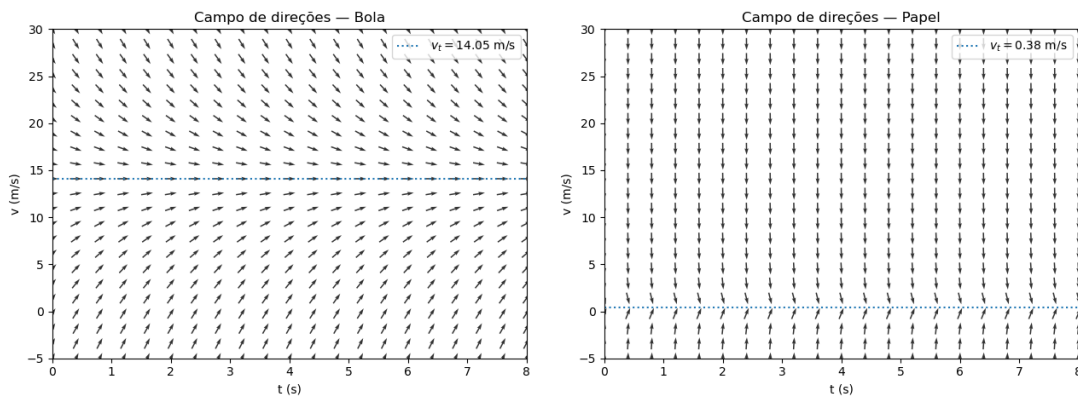 Campo de direções — Bola
v_t = 14.05 m/s
30
25
20
15
10
5
0
−5
v (m/s)
0 1 2 3 4 5 6 7 8
t (s)
Campo de direções — Papel
v_t = 0.38 m/s
30
25
20
15
10
5
0
−5
v (m/s)
0 1 2 3 4 5 6 7 8
t (s)